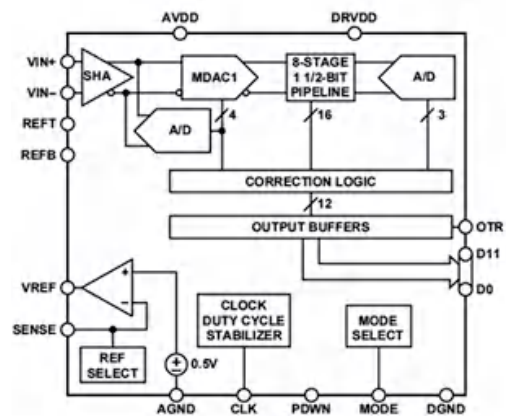 AVDD
DRVDD
VIN+
SHA
MDAC1
8-STAGE
1 1/2-BIT
PIPELINE
A/D
VIN–
REFT
A/D
4
16
3
REFB
CORRECTION LOGIC
12
OUTPUT BUFFERS
OTR
D11
D0
VREF
+
–
SENSE
REF
SELECT
+
–
0.5V
CLOCK
DUTY CYCLE
STABILIZER
MODE
SELECT
AGND
CLK
PDWN
MODE
DGND